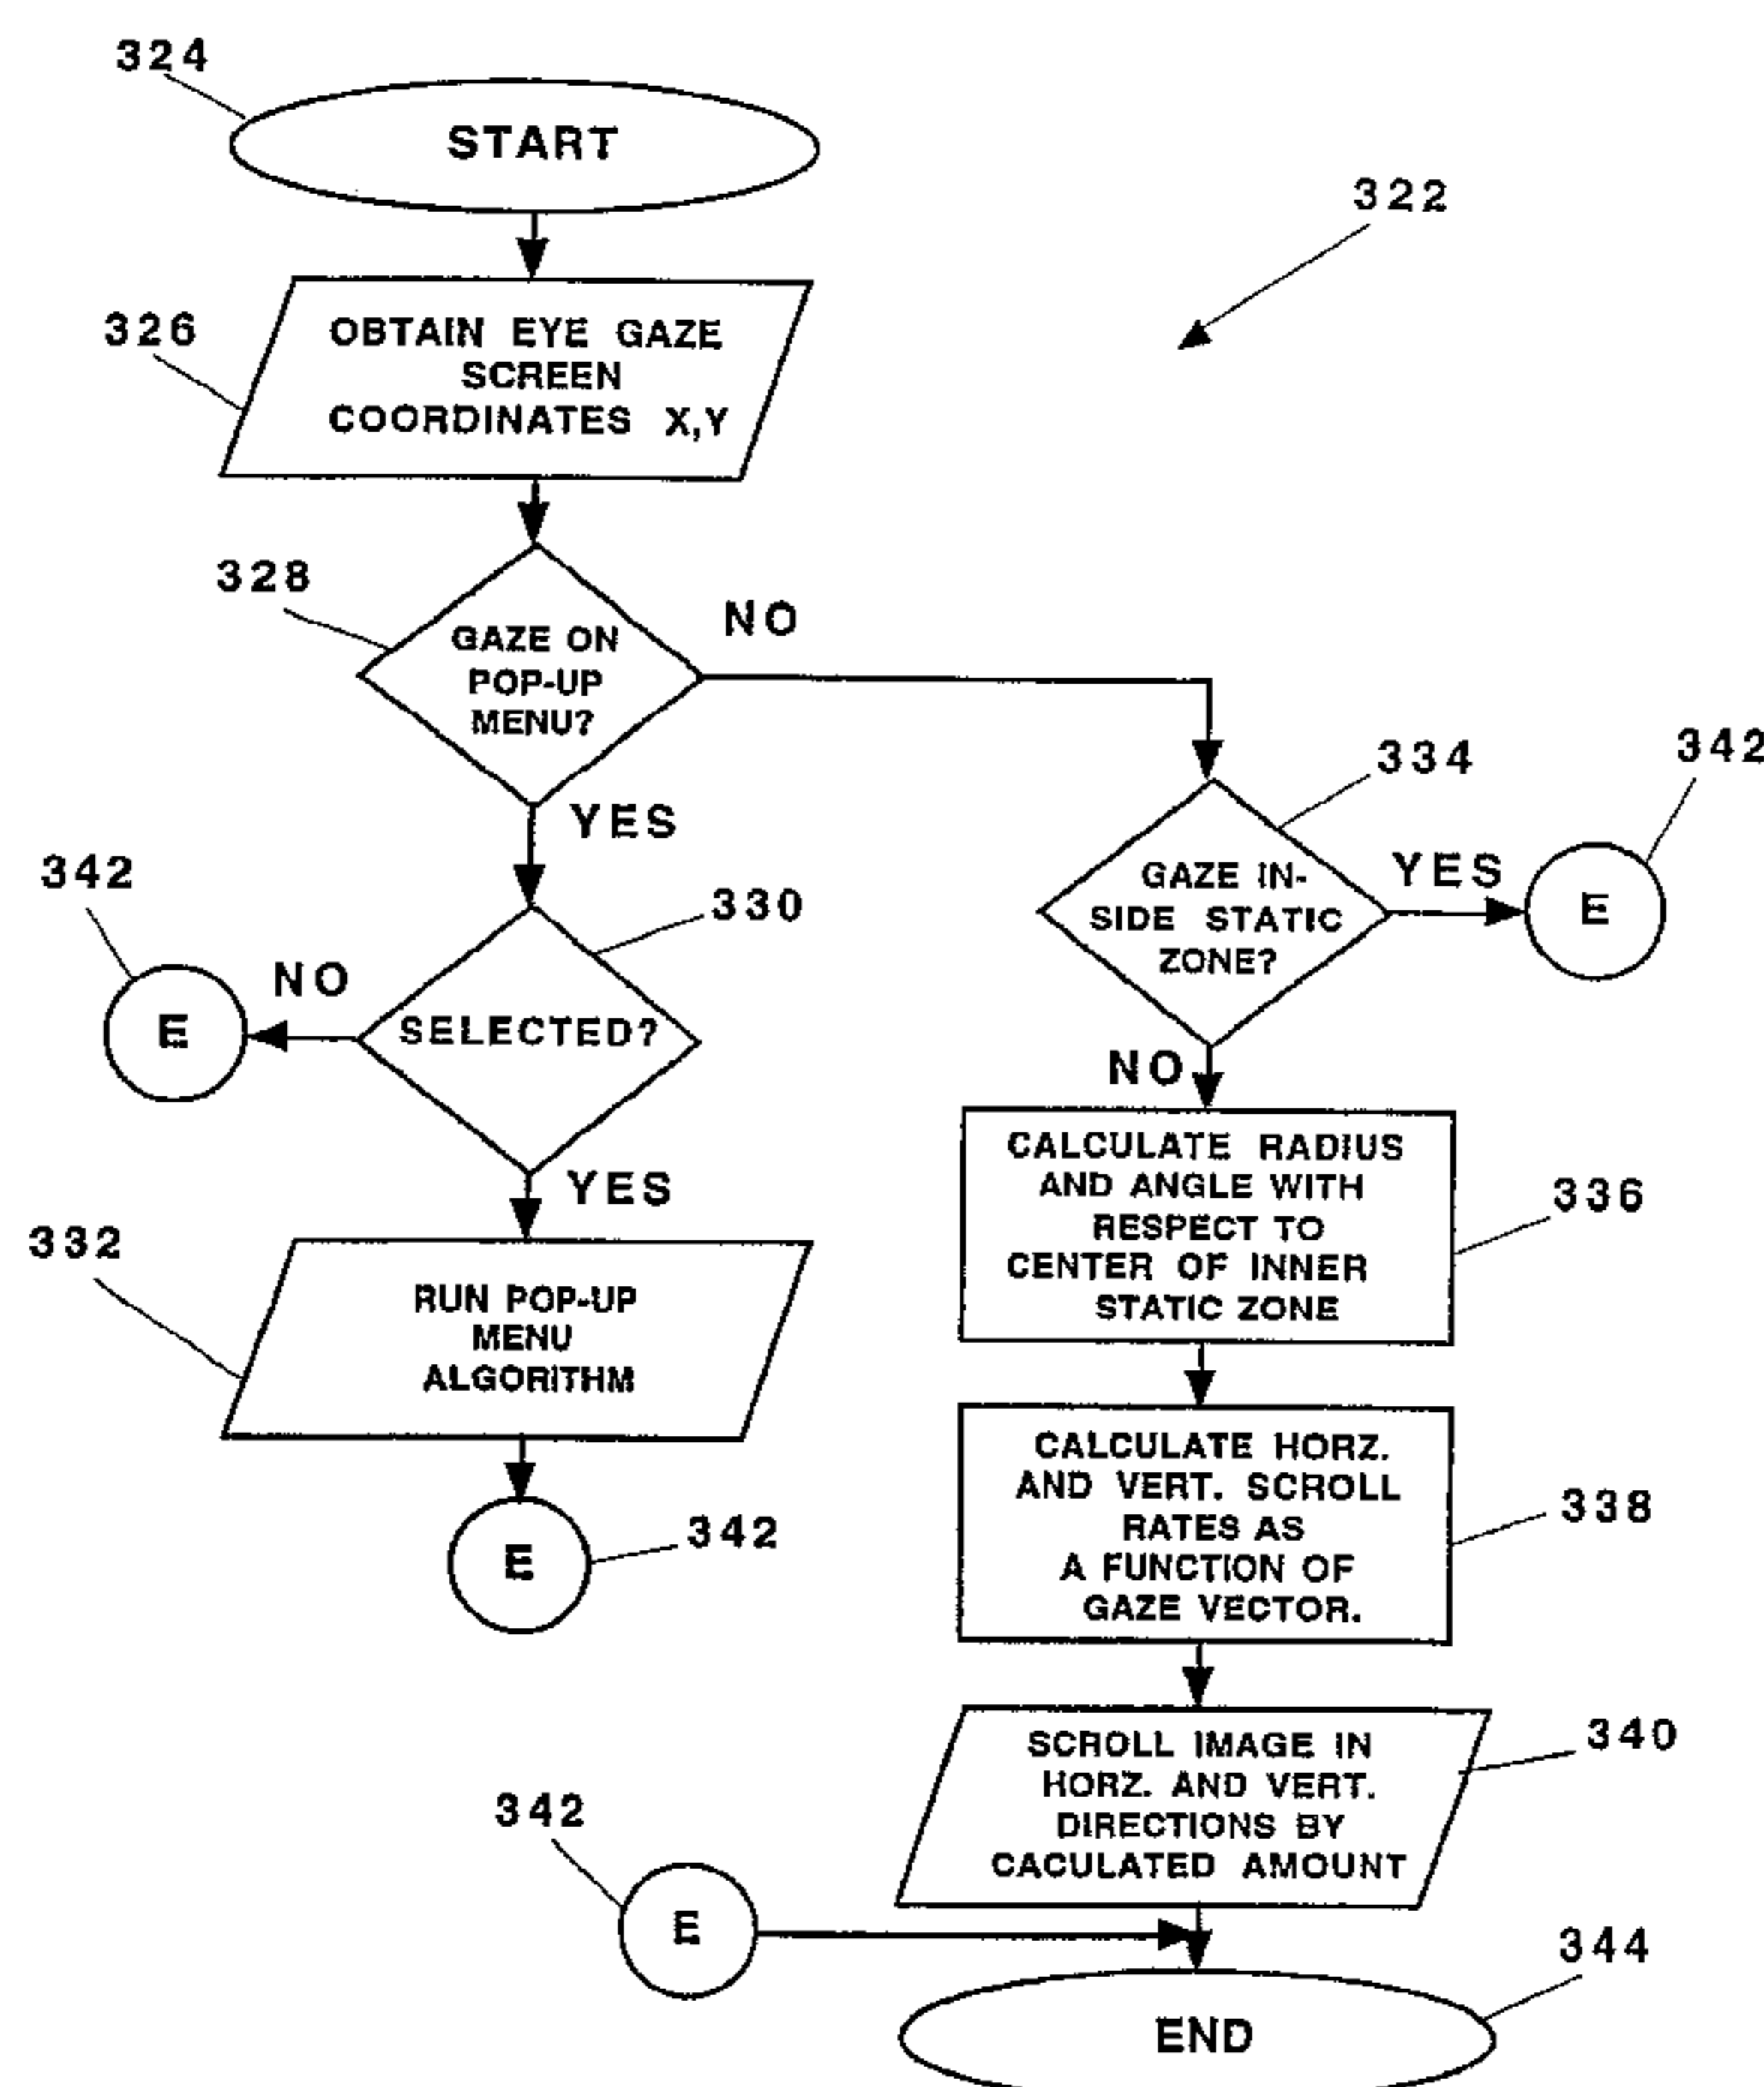 324
START
322
326
OBTAIN EYE GAZE
SCREEN
COORDINATES X,Y
328
GAZE ON
POP-UP
MENU?
NO
YES
334
342
GAZE IN-
SIDE STATIC
ZONE?
YES
E
342
330
NO
E
SELECTED?
NO
YES
CALCULATE RADIUS
AND ANGLE WITH
RESPECT TO
CENTER OF INNER
STATIC ZONE
336
332
RUN POP-UP
MENU
ALGORITHM
CALCULATE HORZ.
AND VERT. SCROLL
RATES AS
A FUNCTION OF
GAZE VECTOR.
338
E
342
SCROLL IMAGE IN
HORZ. AND VERT.
DIRECTIONS BY
CACULATED AMOUNT
340
342
E
344
END